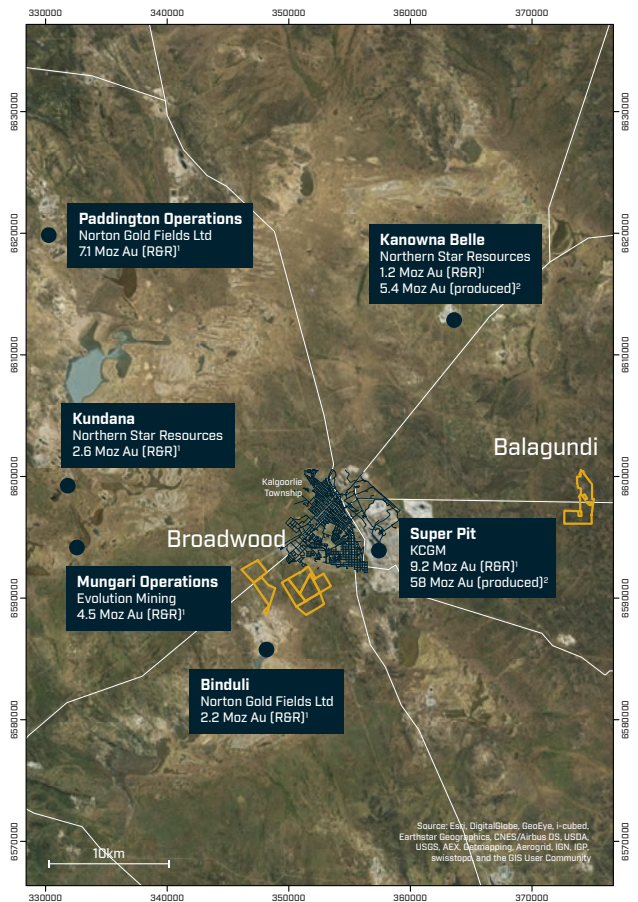 330000 340000 350000 360000 370000
6630000
6630000
6620000
6620000
Paddington Operations
Norton Gold Fields Ltd
7.1 Moz Au (R&R)¹
Kanowna Belle
Northern Star Resources
1.2 Moz Au (R&R)¹
5.4 Moz Au (produced)²
6610000
6610000
Kundana
Northern Star Resources
2.6 Moz Au (R&R)¹
Balagundi
6600000
6600000
Kalgoorlie
Township
Broadwood
Super Pit
KCGM
9.2 Moz Au (R&R)¹
58 Moz Au (produced)²
Mungari Operations
Evolution Mining
4.5 Moz Au (R&R)¹
6590000
6590000
Binduli
Norton Gold Fields Ltd
2.2 Moz Au (R&R)¹
6580000
6580000
Source: Esri, DigitalGlobe, GeoEye, i-cubed,
Earthstar Geographics, CNES/Airbus DS, USDA,
USGS, AEX, Getmapping, Aerogrid, IGN, IGP,
swisstopo, and the GIS User Community
6570000
6570000
10km
330000 340000 350000 360000 370000